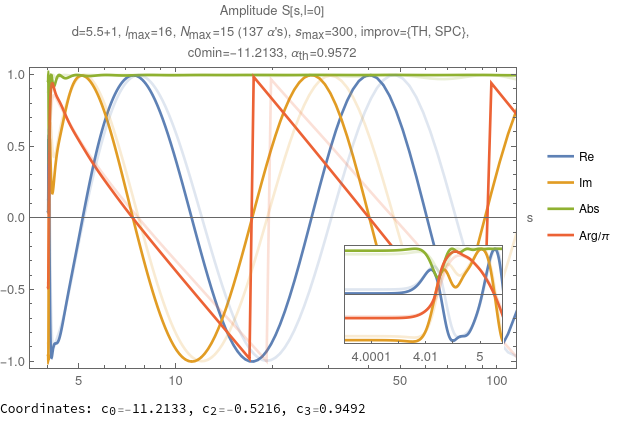 Amplitude S[s,l=0]
d=5.5+1, lmax=16, Nmax=15 (137 α's), smax=300, improv={TH, SPC},
c0min=-11.2133, αth=0.9572
1.0
0.5
0.0
-0.5
-1.0
5
10
50
100
s
Re
Im
Abs
Arg/π
4.0001
4.01
5
Coordinates: c0=-11.2133, c2=-0.5216, c3=0.9492